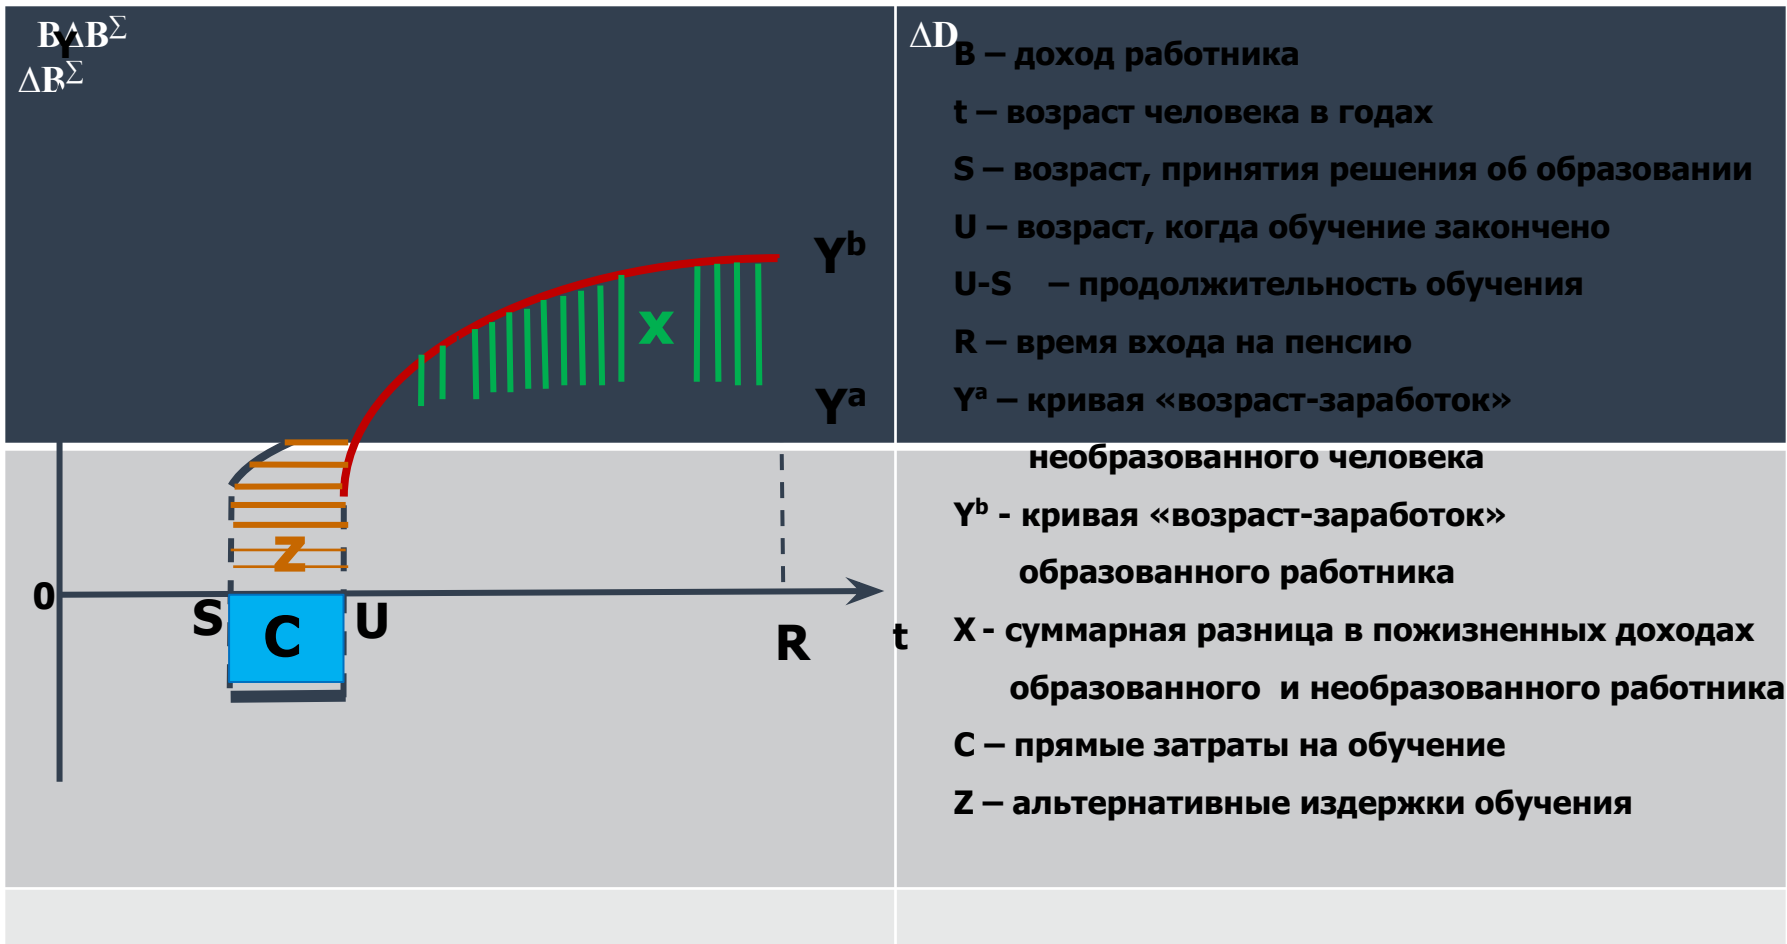 BΔB∑
Y
ΔB∑
Yᵇ
X
Yᵃ
Z
0
S
C
U
R
t
ΔD
B – доход работника
t – возраст человека в годах
S – возраст, принятия решения об образовании
U – возраст, когда обучение закончено
U-S – продолжительность обучения
R – время входа на пенсию
Yᵃ – кривая «возраст-заработок»
необразованного человека
Yᵇ - кривая «возраст-заработок»
образованного работника
X - суммарная разница в пожизненных доходах
образованного и необразованного работника
C – прямые затраты на обучение
Z – альтернативные издержки обучения